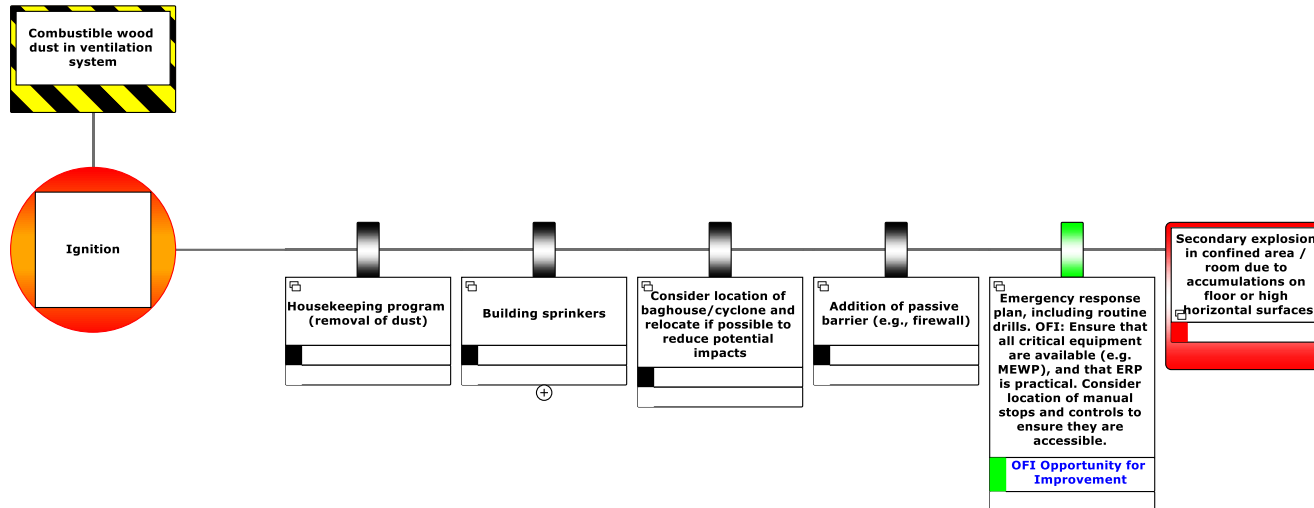 Combustible wood
dust in ventilation
system
Ignition
Housekeeping program
(removal of dust)
Building sprinkers
Consider location of
baghouse/cyclone and
relocate if possible to
reduce potential
impacts
Addition of passive
barrier (e.g., firewall)
Emergency response
plan, including routine
drills. OFI: Ensure that
all critical equipment
are available (e.g.
MEWP), and that ERP
is practical. Consider
location of manual
stops and controls to
ensure they are
accessible.
OFI Opportunity for
Improvement
Secondary explosion
in confined area /
room due to
accumulations on
floor or high
horizontal surfaces